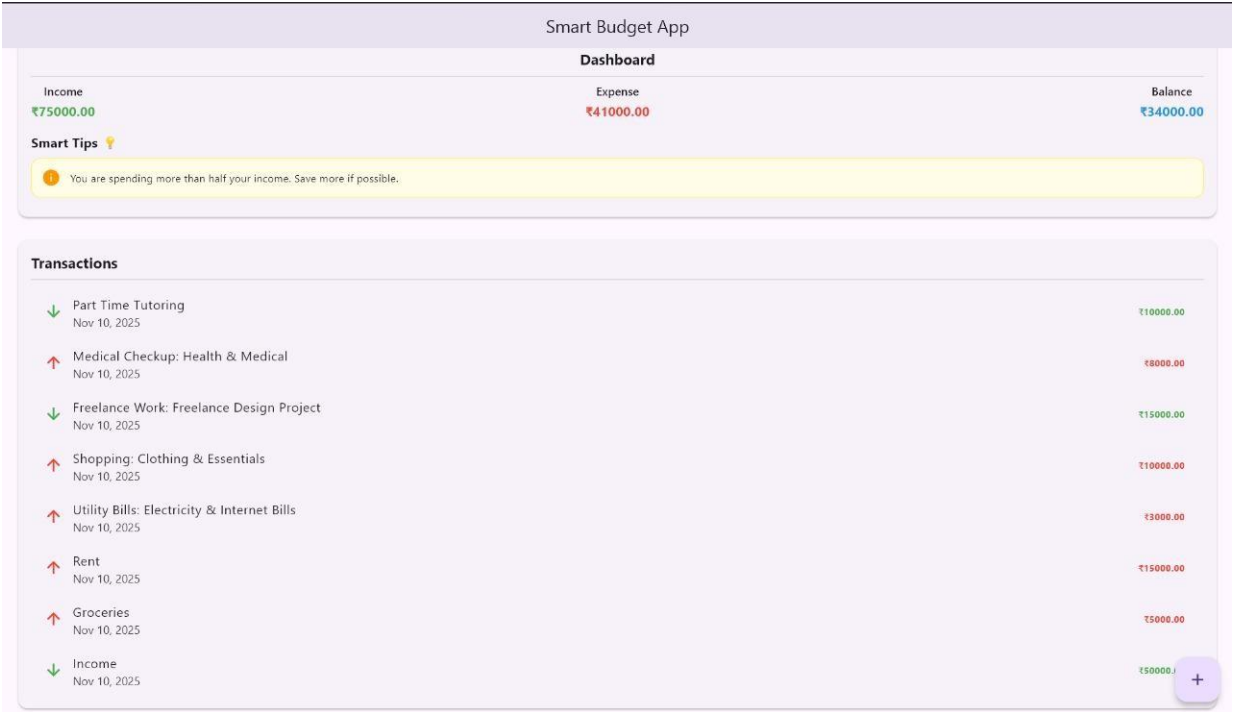 Smart Budget App
Dashboard
Income Expense Balance
₹75000.00 ₹41000.00 ₹34000.00
Smart Tips
You are spending more than half your income. Save more if possible.
Transactions
Part Time Tutoring
Nov 10, 2025
₹10000.00
Medical Checkup: Health & Medical
Nov 10, 2025
₹8000.00
Freelance Work: Freelance Design Project
Nov 10, 2025
₹15000.00
Shopping: Clothing & Essentials
Nov 10, 2025
₹10000.00
Utility Bills: Electricity & Internet Bills
Nov 10, 2025
₹3000.00
Rent
Nov 10, 2025
₹15000.00
Groceries
Nov 10, 2025
₹5000.00
Income
Nov 10, 2025
₹50000.
+